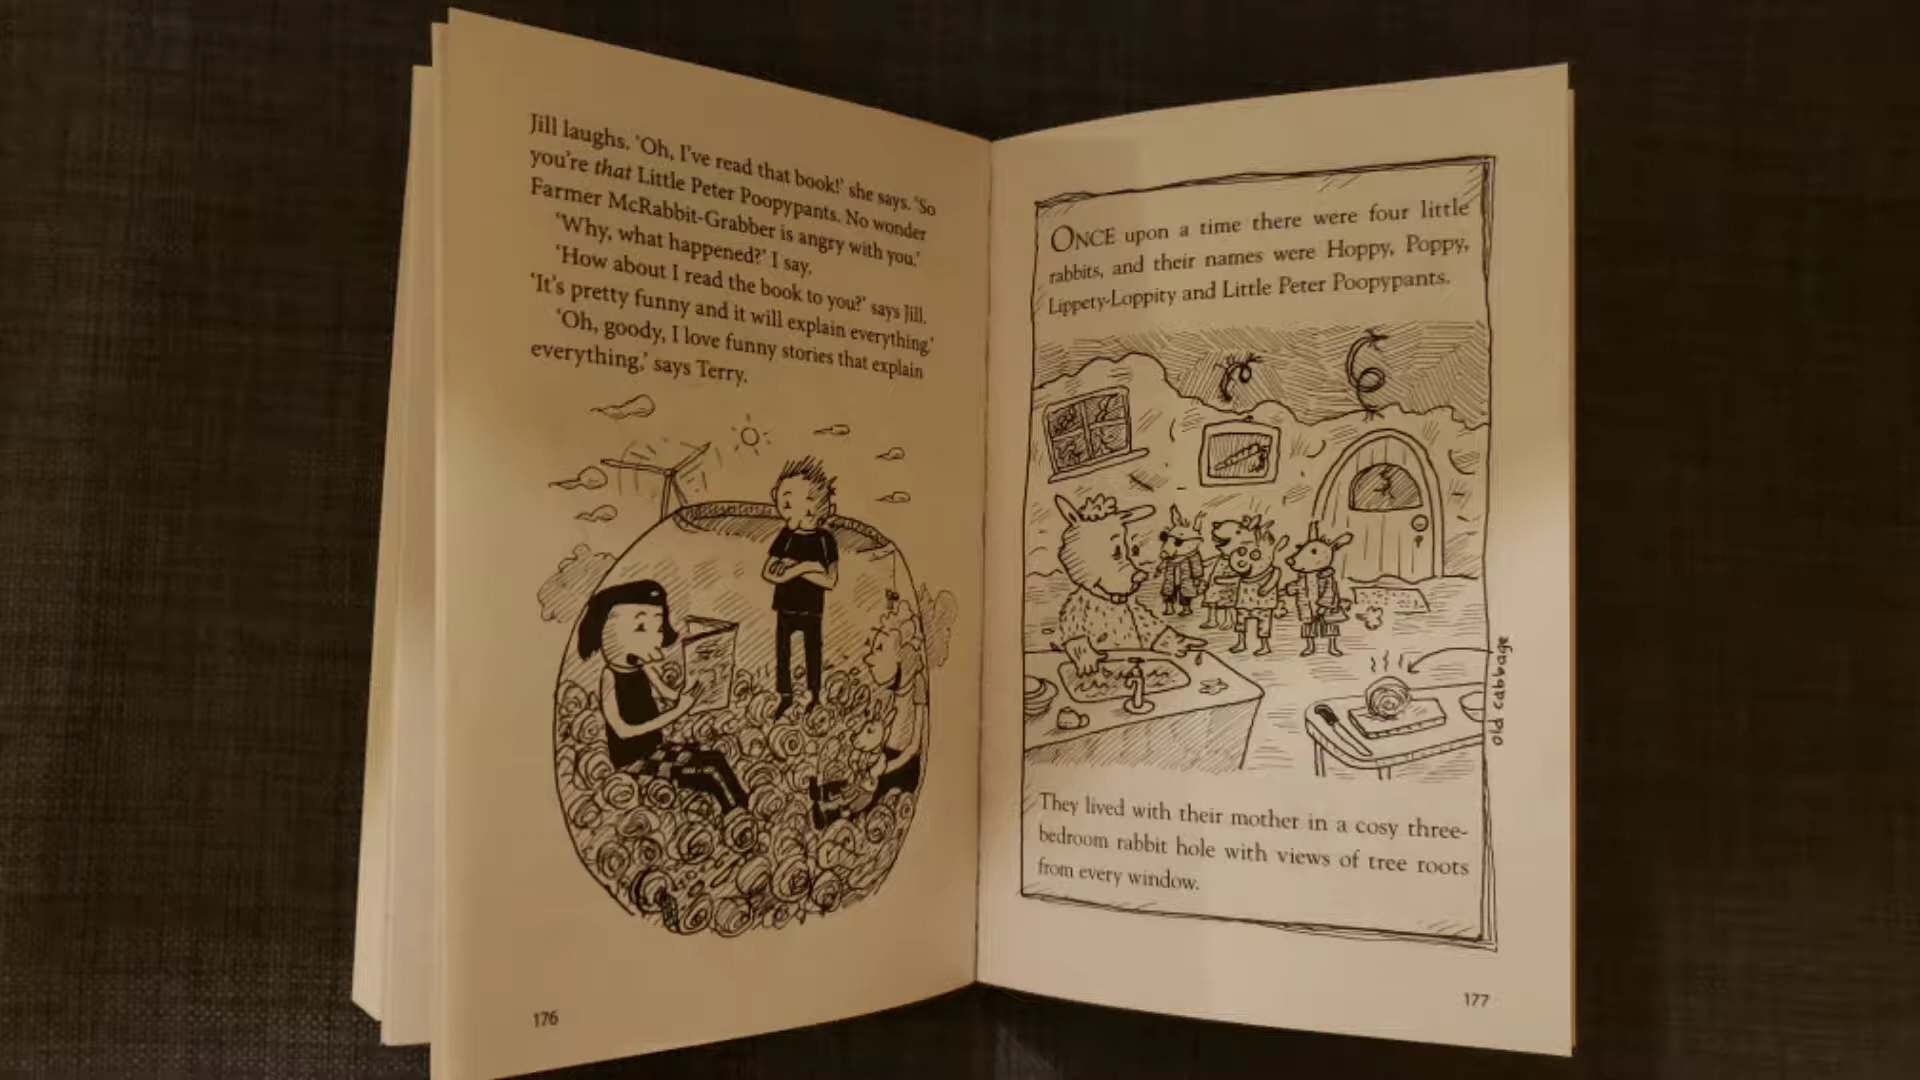 Jill laughs. ‘Oh, I’ve read that book!’ she says. ‘So
you’re that Little Peter Poopypants. No wonder
Farmer McRabbit-Grabber is angry with you.’
‘Why, what happened?’ I say.
‘How about I read the book to you?’ says Jill.
‘It’s pretty funny and it will explain everything.’
‘Oh, goody, I love funny stories that explain
everything,’ says Terry.
176
ONCE upon a time there were four little
rabbits, and their names were Hoppy, Poppy,
Lippety-Loppity and Little Peter Poopypants.
old cabbage
They lived with their mother in a cosy three-
bedroom rabbit hole with views of tree roots
from every window.
177